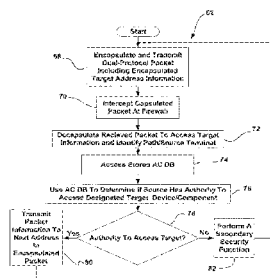 62
Start
68
Encapsulate and Transmit
Dual-Protocol Packet
Including Encapsulated
Target Address Information
70
Intercept Capsulated
Packet At Firewall
72
Decapsulate Recieved Packet To Access Target
Information and Identify Path/Source Terminal
74
Access Stores AC DB
76
Use AC DB To Determine If Source Has Authority To
Access Designated Target Device/Component
78
Transmit
Packet
Information To
Next Address
In
Encapsulated
Packet
Yes
Authority To Access Target?
No
Perform A
Secondary
Security
Function
80
82